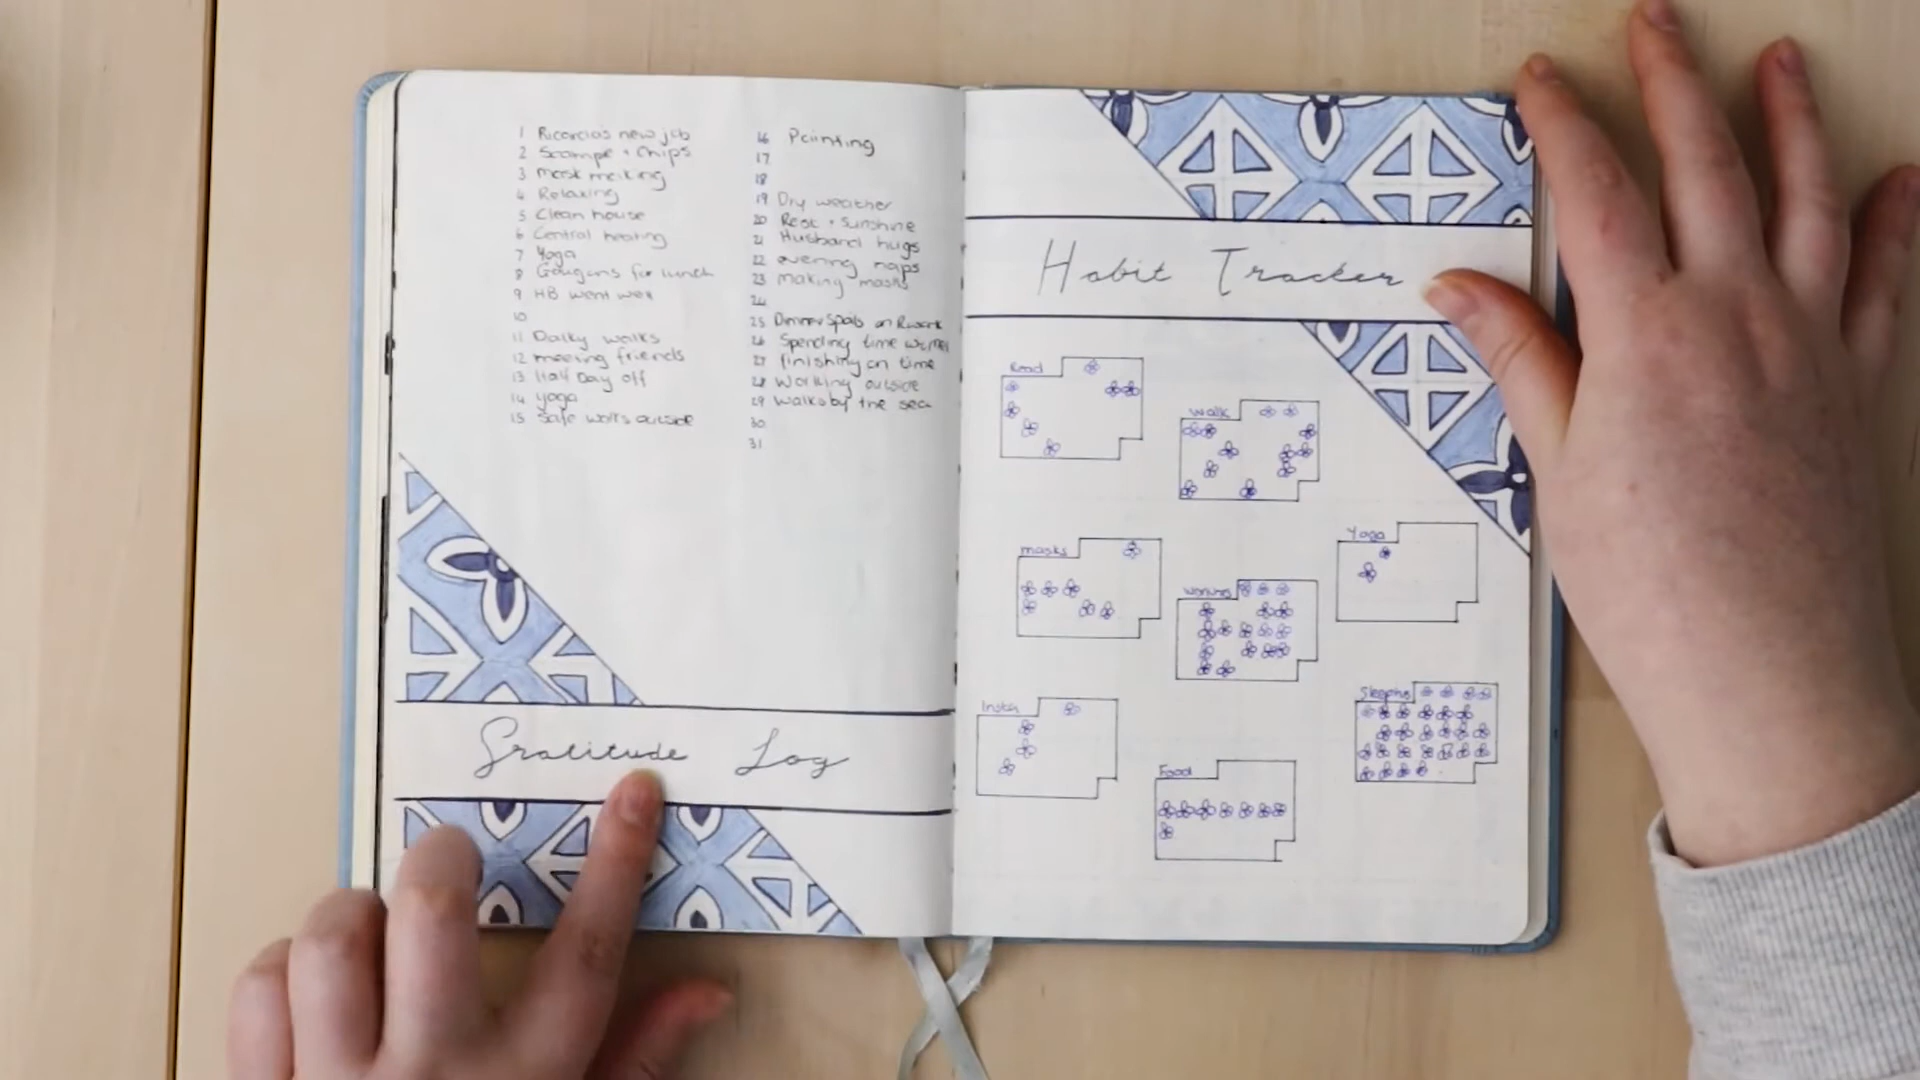 1 Ricardo's new job
2 Scampi + Chips
3 mask making
4 Relaxing
5 Clean house
6 Central heating
7 Yoga
8 for lunch
9 HB went well
10
11 Daily walks
12 meeting friends
13 Half Day off
14 yoga
15 Safe walks outside
16 Painting
17
18
19 Dry weather
20 Rest + Sunshine
21 Husband hugs
22 evening naps
23 making masks
24
25 Dinner Spoils on
26 Spending time
27 finishing on time
28 Working outside
29 Walks by the sea
30
31
Gratitude Log
Habit Tracker
Read
Walk
masks
Working
Yoga
Insta
Food
Sleeping